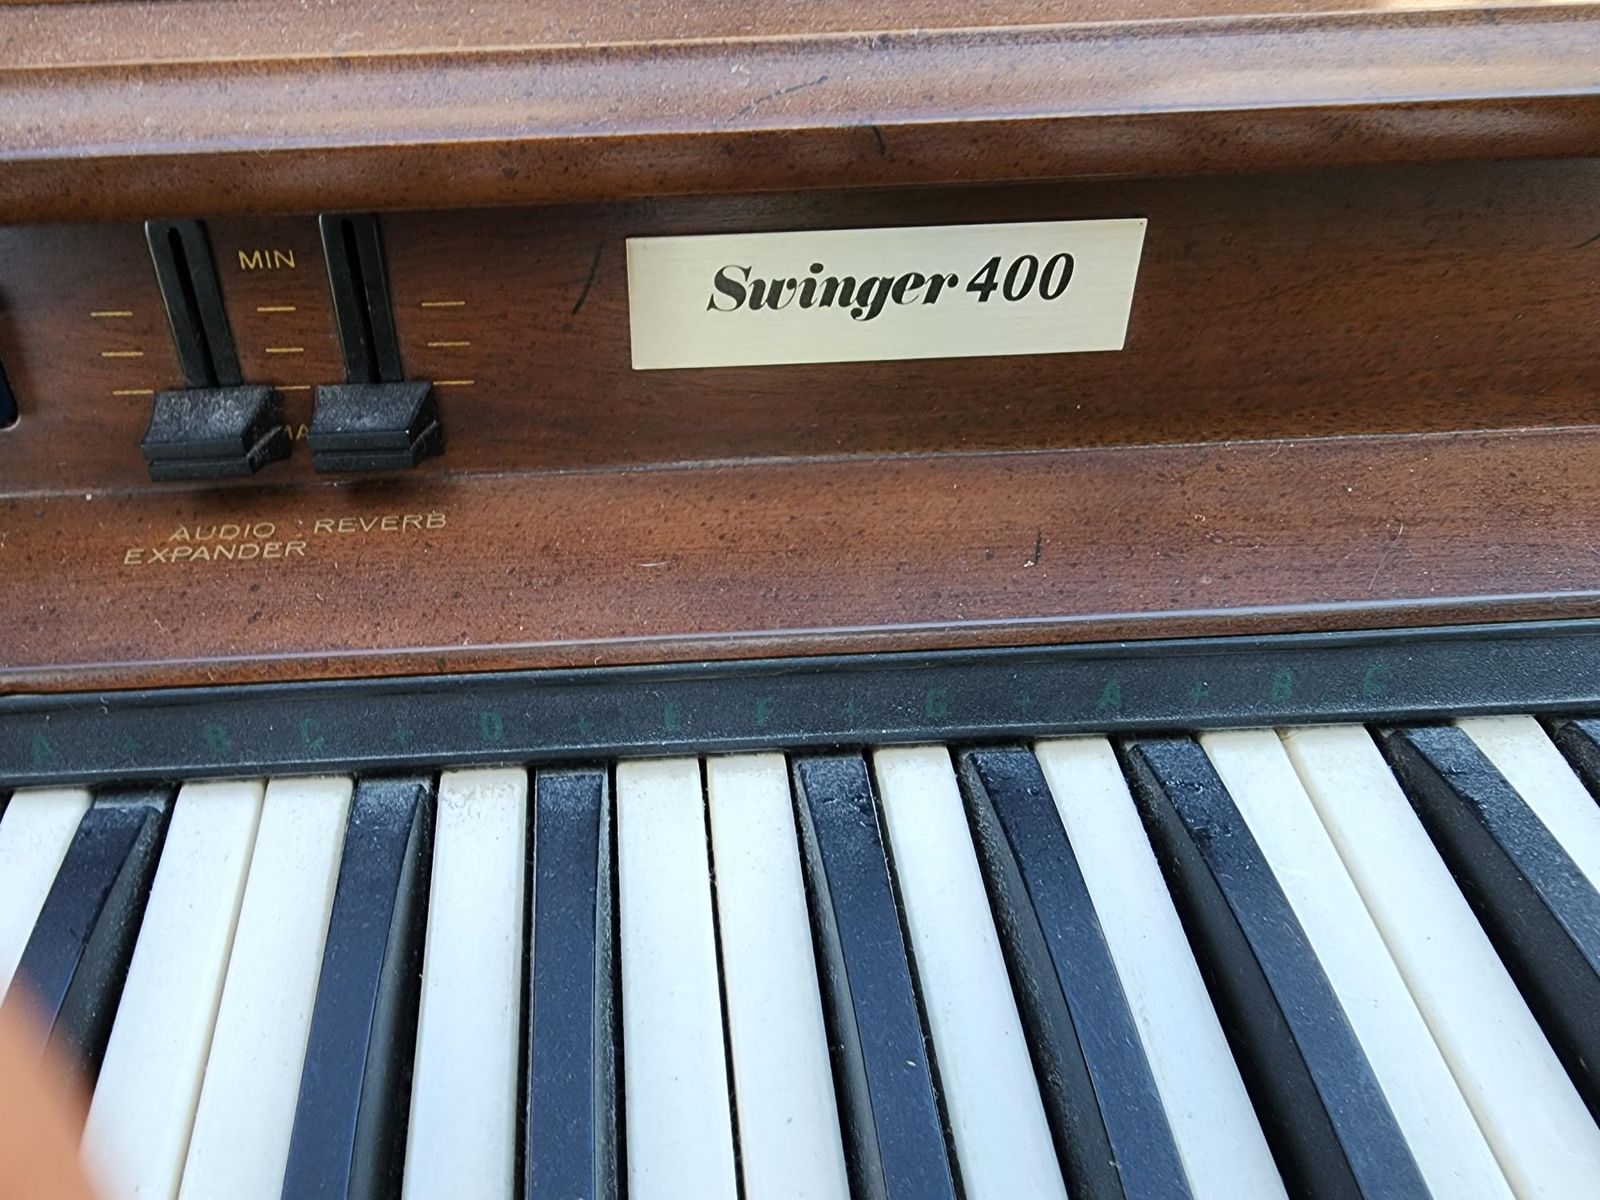 MIN
Swinger 400
AUDIO REVERB
EXPANDER
A + B C + D + E F + G + A + B C